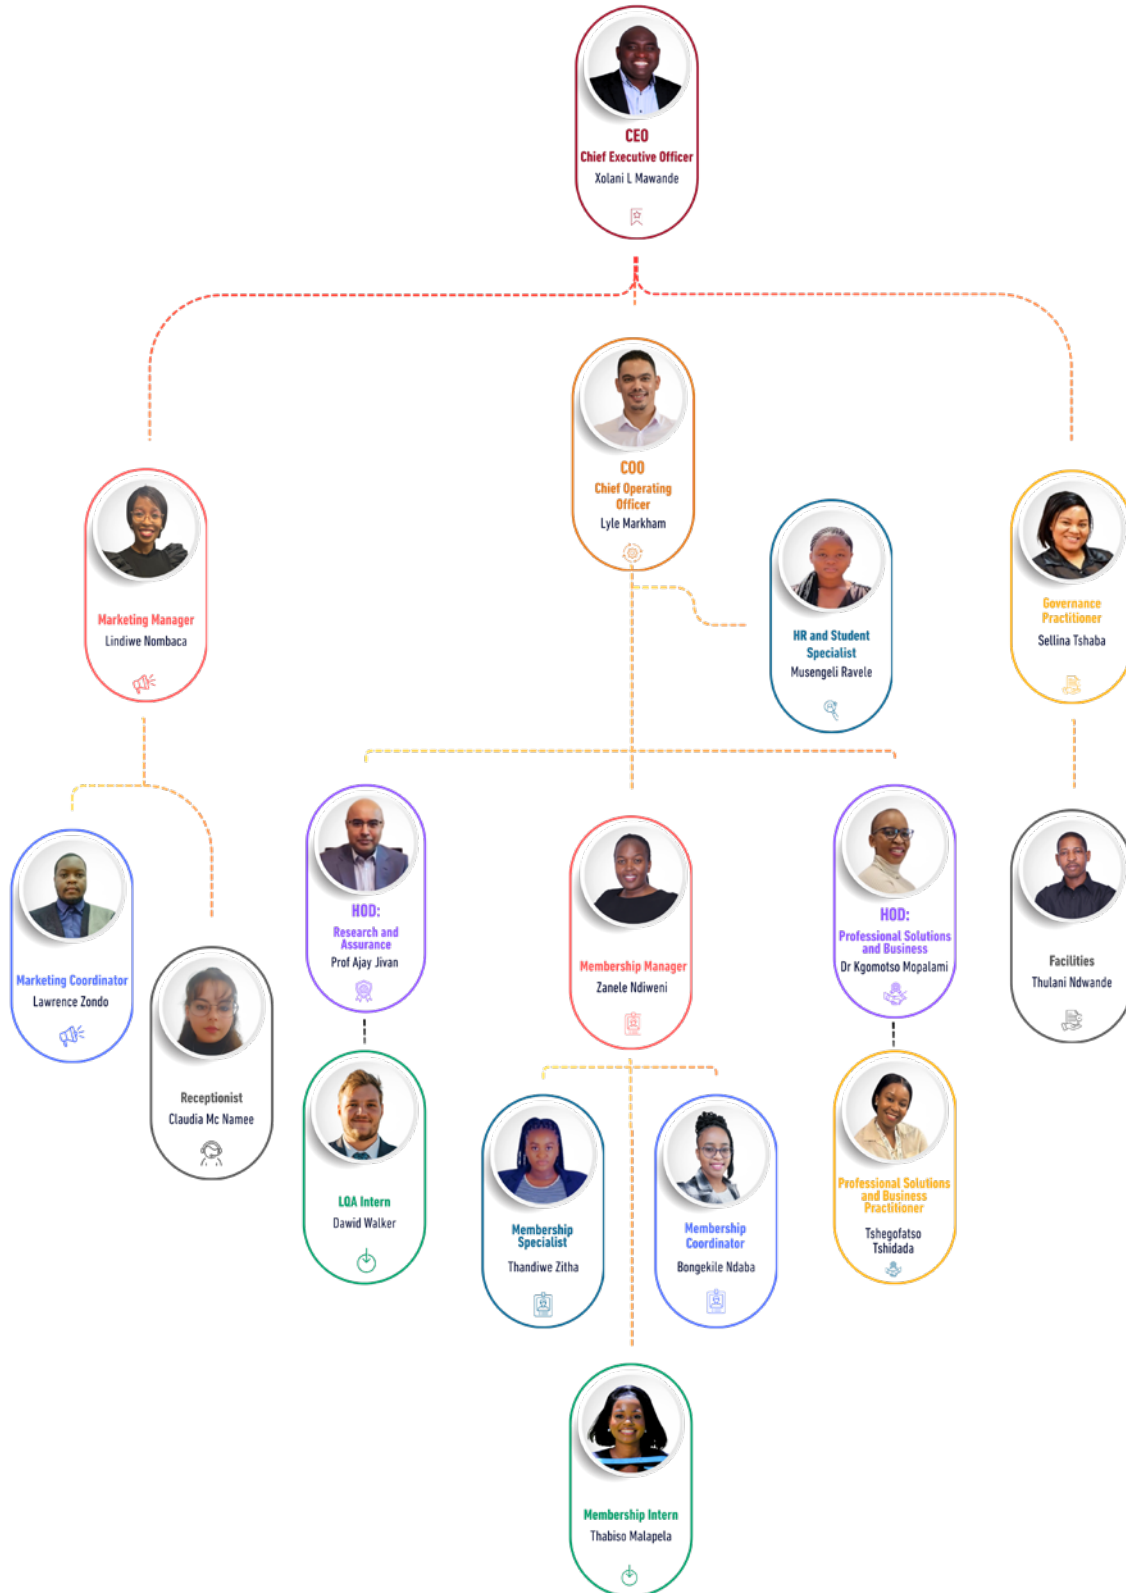 CEO
Chief Executive Officer
Xolani L Mawande
COO
Chief Operating
Officer
Lyle Markham
Marketing Manager
Lindiwe Nombaca
HR and Student
Specialist
Musengeli Ravele
Governance
Practitioner
Sellina Tshaba
Marketing Coordinator
Lawrence Zondo
Receptionist
Claudia Mc Namee
HOD:
Research and
Assurance
Prof Ajay Jivan
Membership Manager
Zanele Ndiweni
HOD:
Professional Solutions
and Business
Dr Kgomotso Mopalami
Facilities
Thulani Ndwande
LQA Intern
Dawid Walker
Membership
Specialist
Thandiwe Zitha
Membership
Coordinator
Bongekile Ndaba
Professional Solutions
and Business
Practitioner
Tshegofatso
Tshidada
Membership Intern
Thabiso Malapela